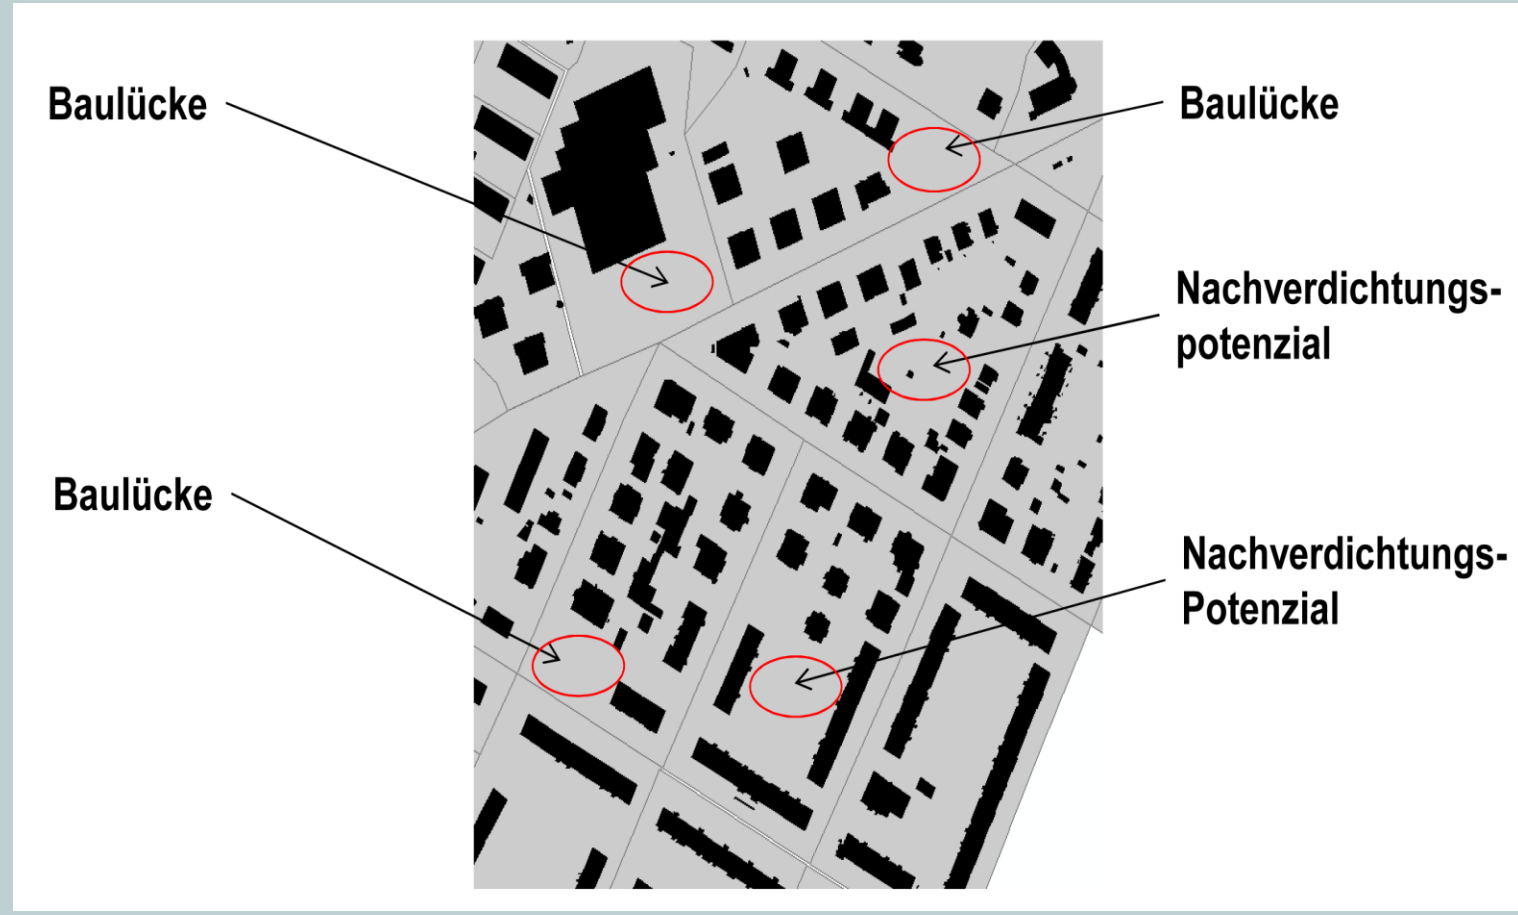 Baulücke
Baulücke
Nachverdichtungs-
potenzial
Baulücke
Nachverdichtungs-
Potenzial